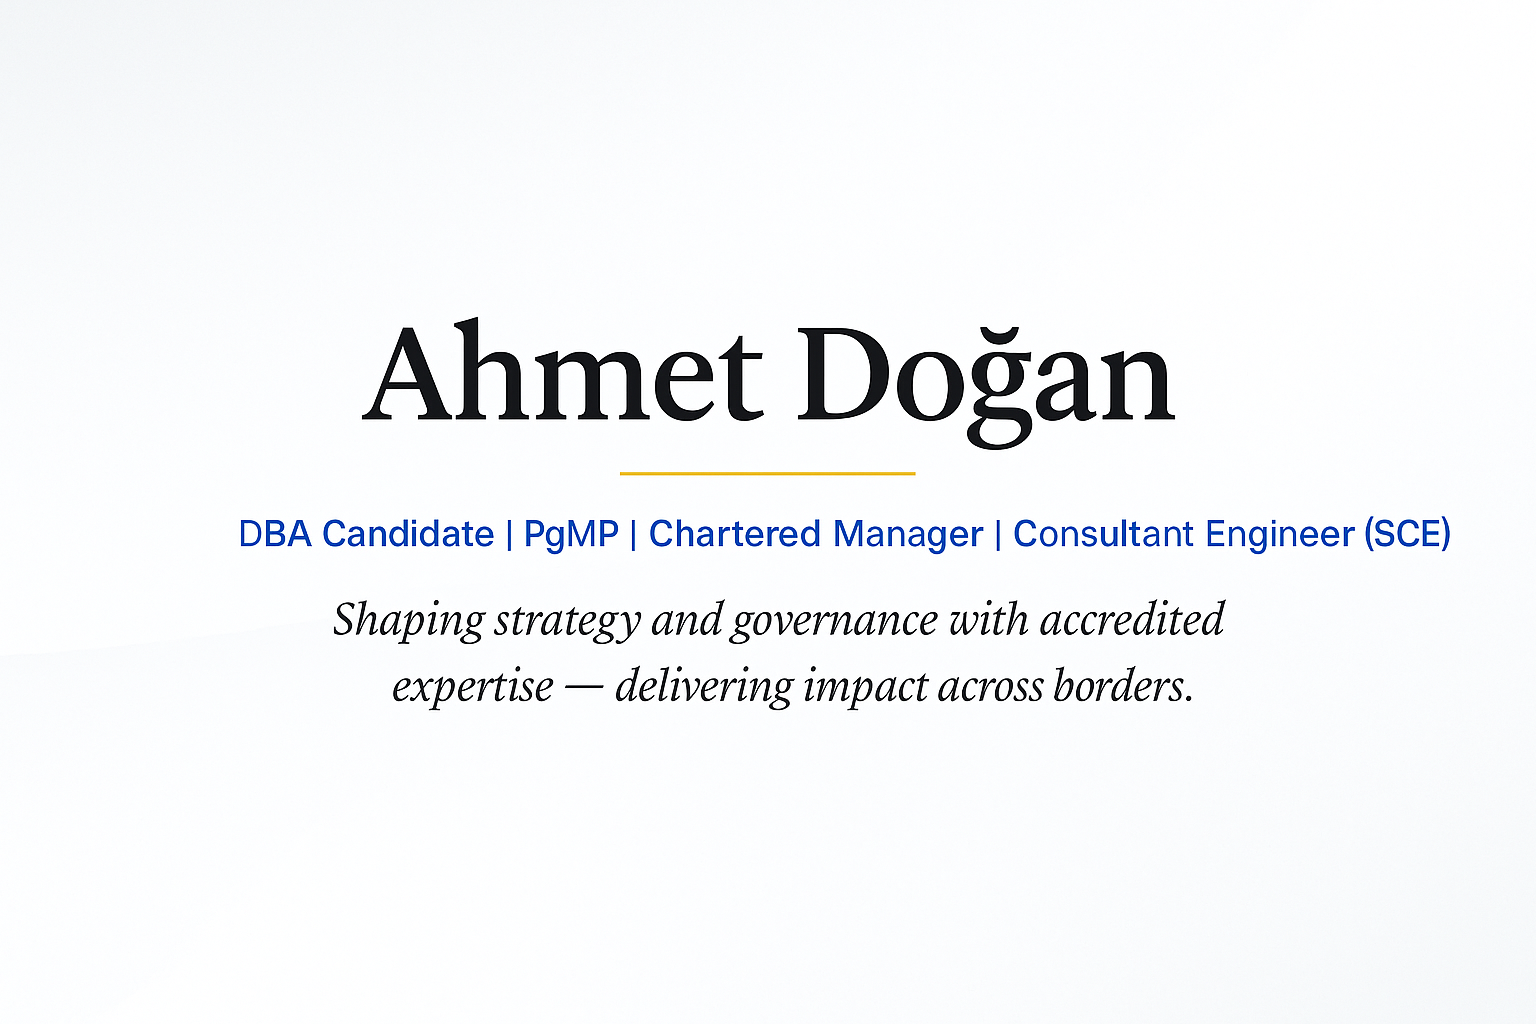 Ahmet Doğan
DBA Candidate | PgMP | Chartered Manager | Consultant Engineer (SCE)
Shaping strategy and governance with accredited
expertise — delivering impact across borders.